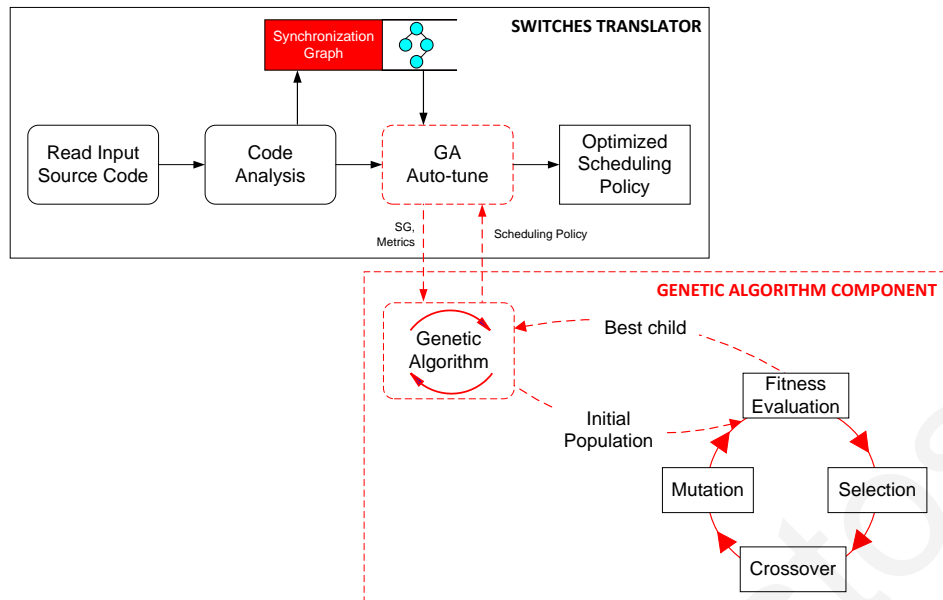 SWITCHES TRANSLATOR
Synchronization
Graph
Read Input
Source Code
Code
Analysis
GA
Auto-tune
Optimized
Scheduling
Policy
SG,
Metrics
Scheduling Policy
GENETIC ALGORITHM COMPONENT
Genetic
Algorithm
Best child
Initial
Population
Fitness
Evaluation
Mutation
Selection
Crossover